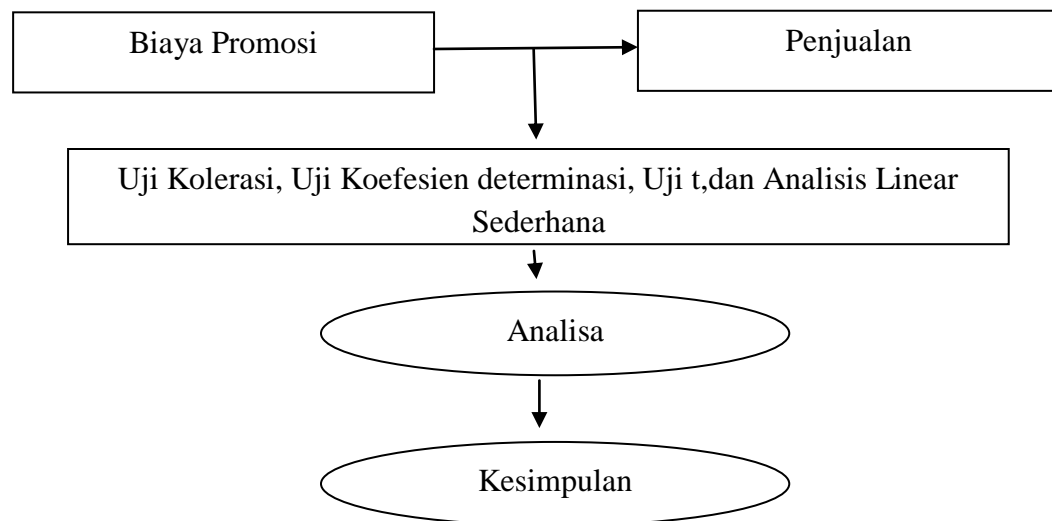 Biaya Promosi
Penjualan
Uji Kolerasi, Uji Koefesien determinasi, Uji t,dan Analisis Linear
Sederhana
Analisa
Kesimpulan